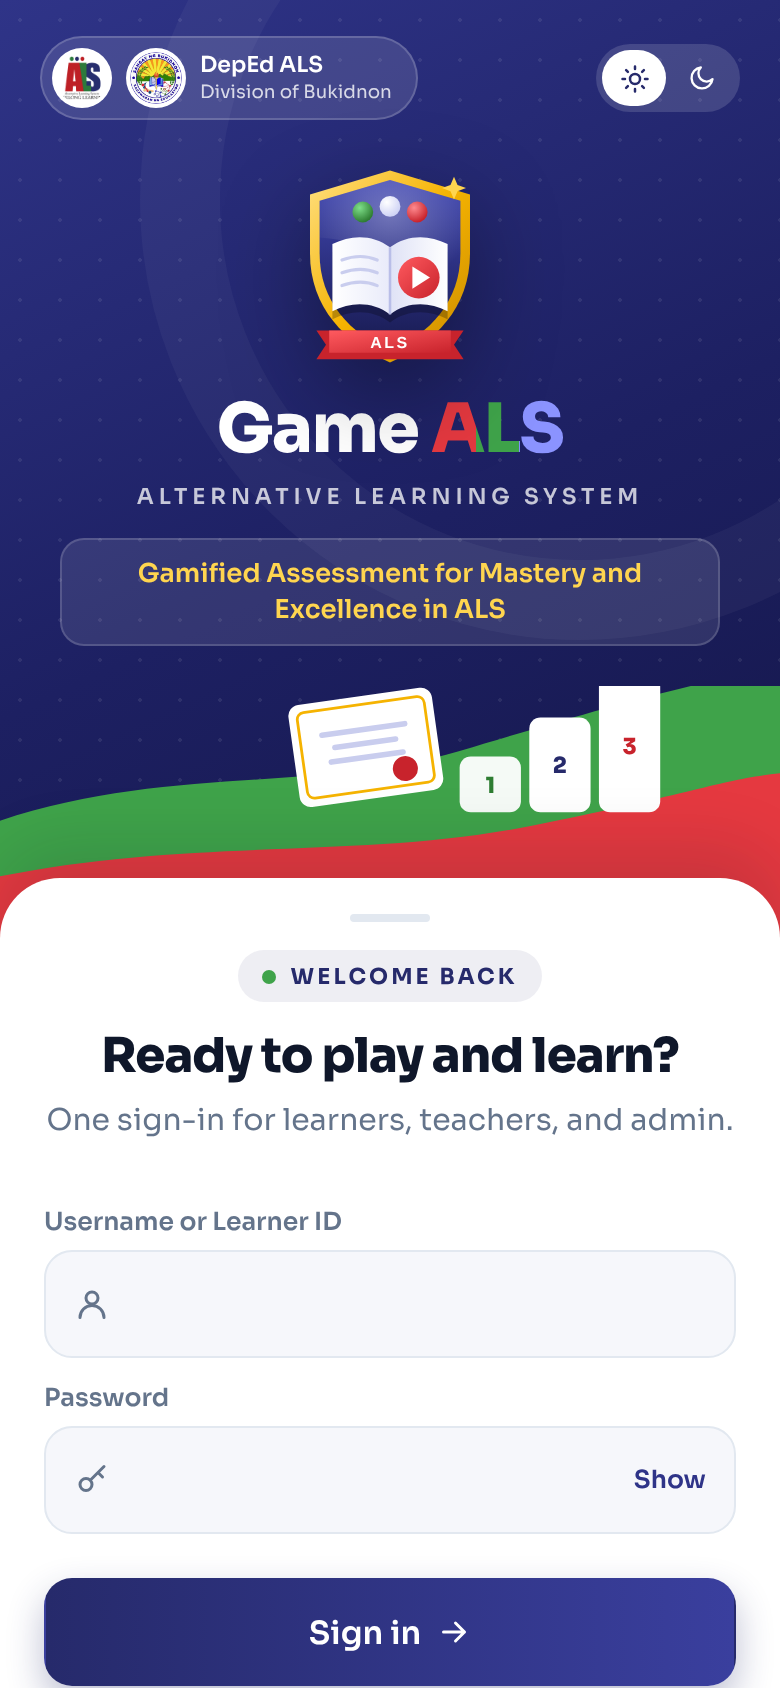 ALS
DepEd ALS
Division of Bukidnon
ALS
Game ALS
ALTERNATIVE LEARNING SYSTEM
Gamified Assessment for Mastery and
Excellence in ALS
1
2
3
WELCOME BACK
Ready to play and learn?
One sign-in for learners, teachers, and admin.
Username or Learner ID
Password
Show
Sign in →